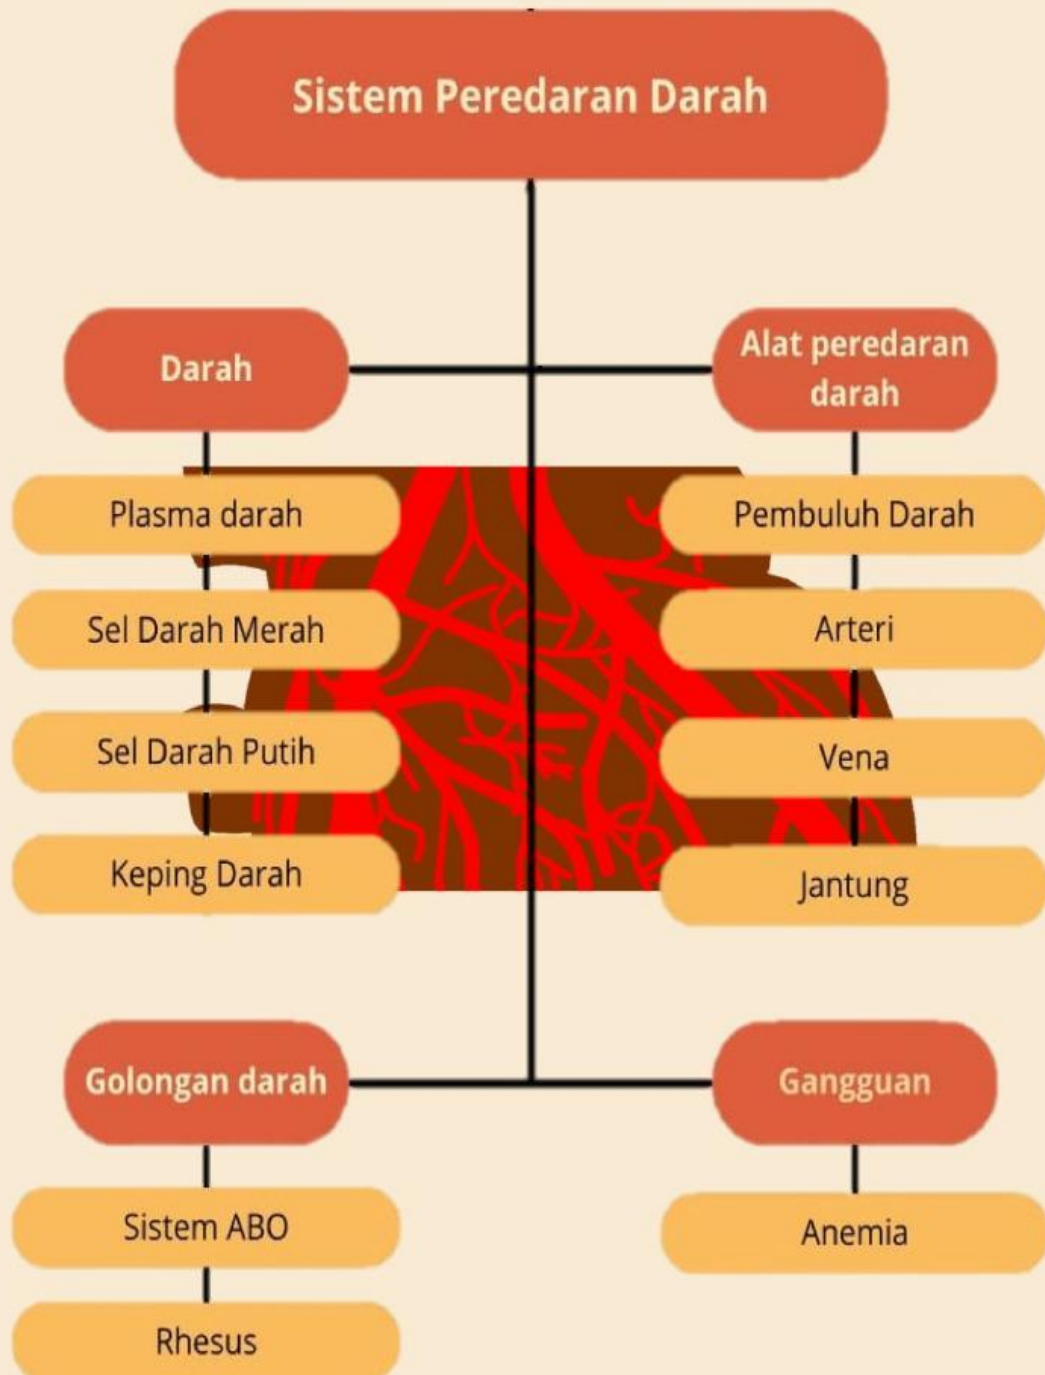 Sistem Peredaran Darah
Darah
Plasma darah
Sel Darah Merah
Sel Darah Putih
Keping Darah
Alat peredaran
darah
Pembuluh Darah
Arteri
Vena
Jantung
Golongan darah
Sistem ABO
Rhesus
Gangguan
Anemia